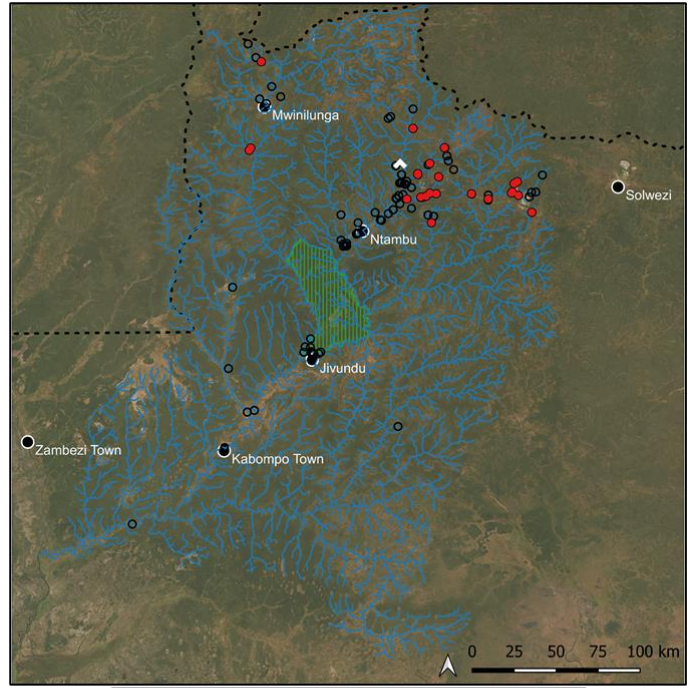 Mwinilunga
Solwezi
Ntambu
Jivundu
Zambezi Town
Kabompo Town
0 25 50 75 100 km